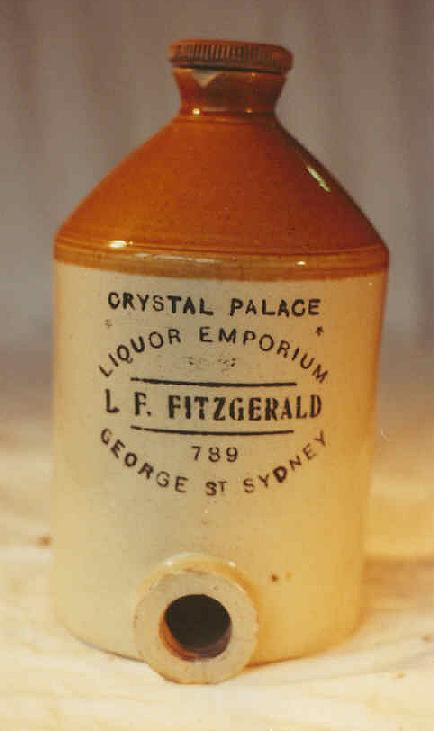 CRYSTAL PALACE
LIQUOR EMPORIUM
L F. FITZGERALD
789
GEORGE ST SYDNEY